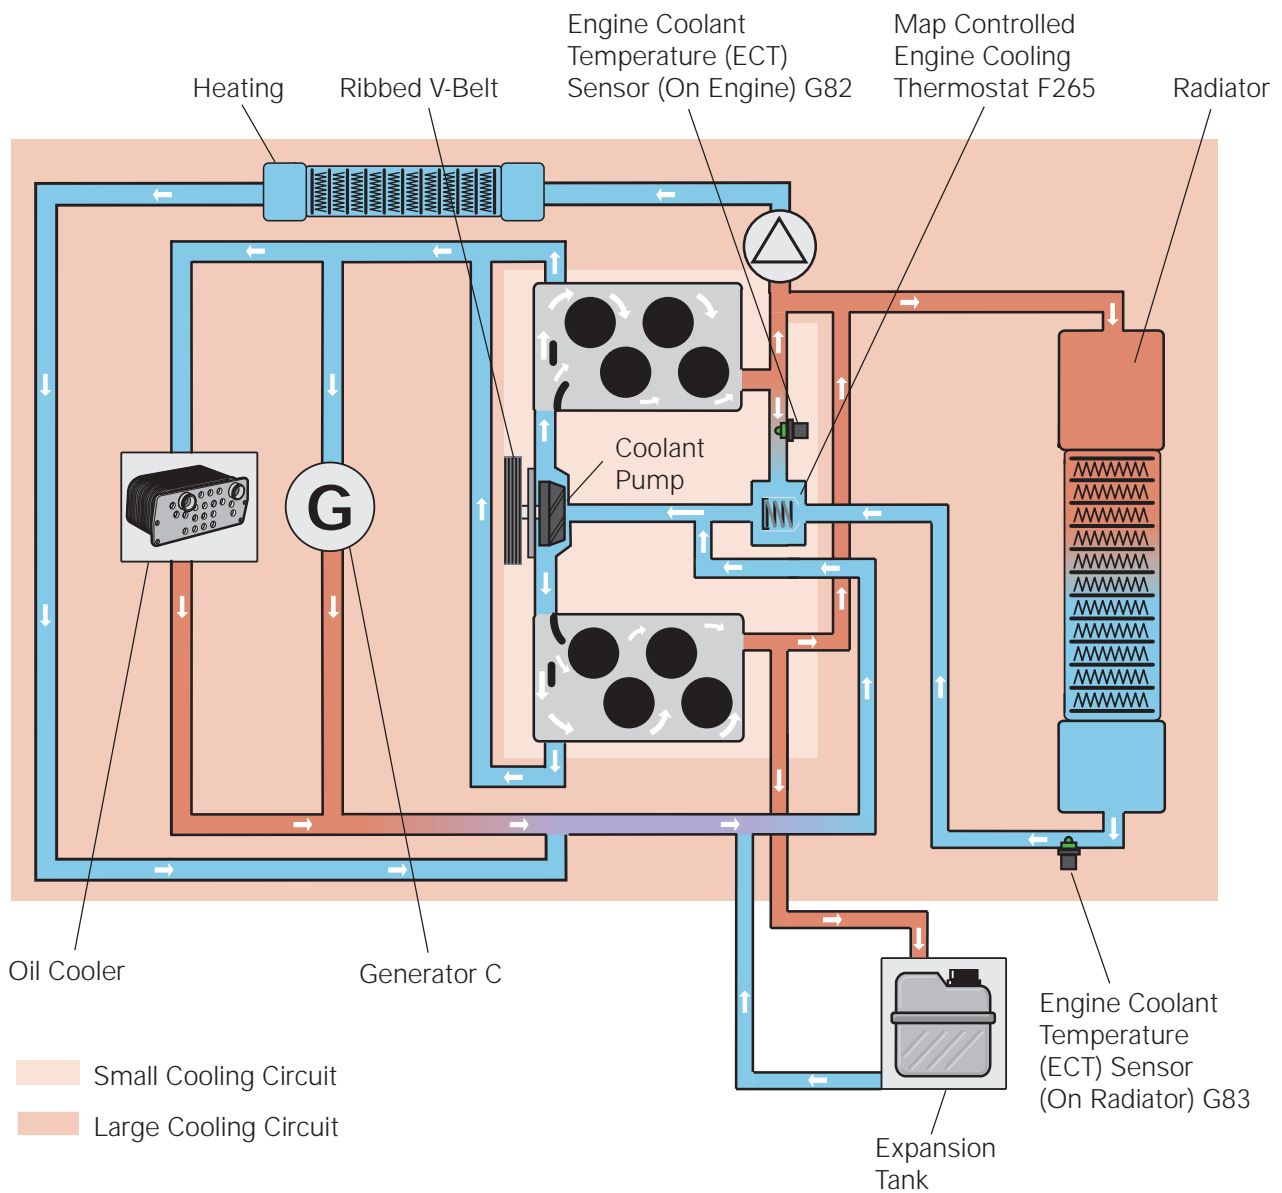 Engine Coolant
Temperature (ECT)
Sensor (On Engine) G82
Map Controlled
Engine Cooling
Thermostat F265
Heating
Ribbed V-Belt
Radiator
Coolant
Pump
G
Oil Cooler
Generator C
Engine Coolant
Temperature
(ECT) Sensor
(On Radiator) G83
Small Cooling Circuit
Large Cooling Circuit
Expansion
Tank